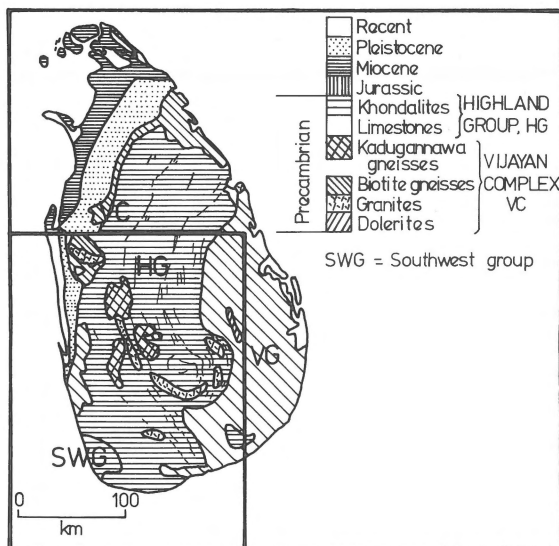 Recent
Pleistocene
Miocene
Jurassic
Khondalites
Limestones
HIGHLAND
GROUP, HG
Kadugannawa
gneisses
Biotite gneisses
Granites
Dolerites
VIJAYAN
COMPLEX
VC
Precambrian
SWG = Southwest group
C
HG
VG
SWG
0 100
km